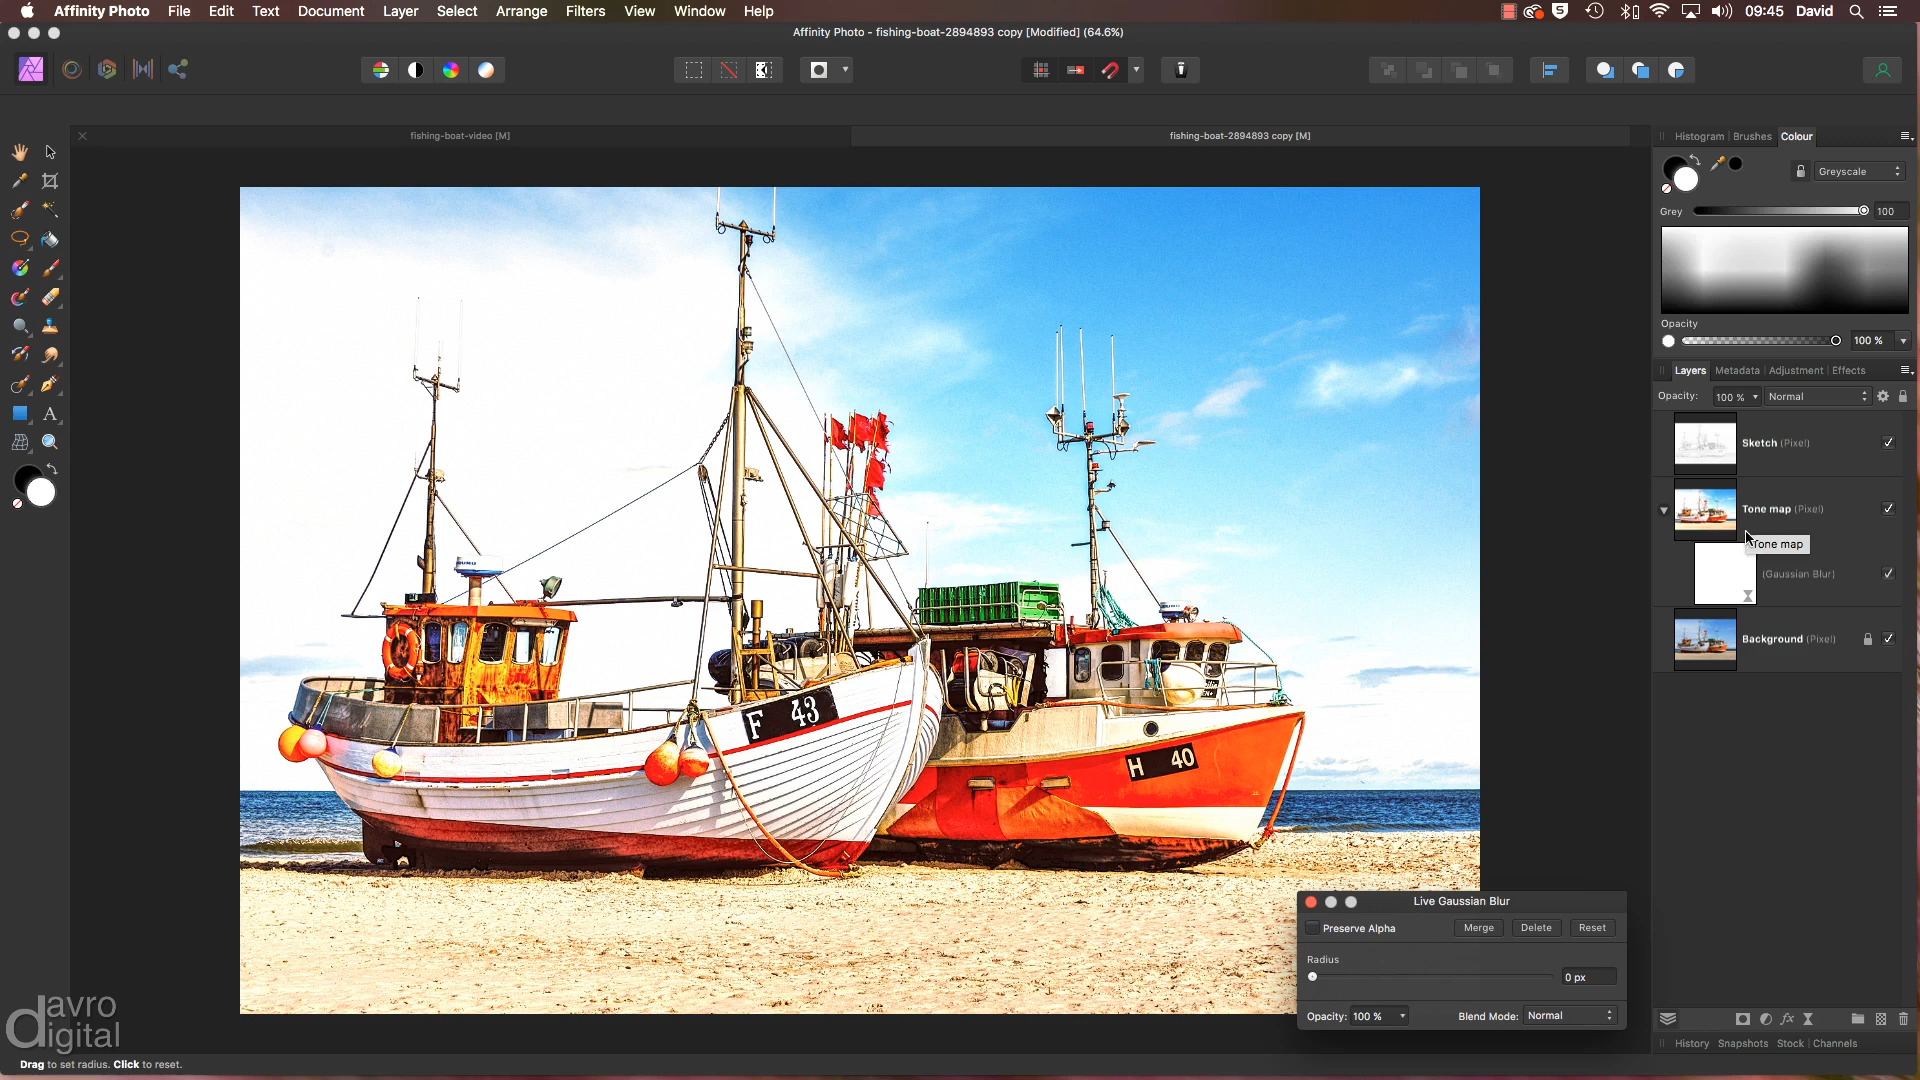 Affinity Photo File Edit Text Document Layer Select Arrange Filters View Window Help
09:45 David
Affinity Photo - fishing-boat-2894893 copy [Modified] (64.6%)
fishing-boat-video [M]
fishing-boat-2894893 copy [M]
Histogram Brushes Colour
Greyscale
Grey 100
Opacity
100 %
Layers Metadata Adjustment Effects
Opacity: 100 % Normal
Sketch (Pixel)
Tone map (Pixel)
Tone map
(Gaussian Blur)
Background (Pixel)
F 43
H 40
Live Gaussian Blur
Preserve Alpha Merge Delete Reset
Radius
0 px
Opacity: 100 % Blend Mode: Normal
History Snapshots Stock Channels
davro
digital
Drag to set radius. Click to reset.